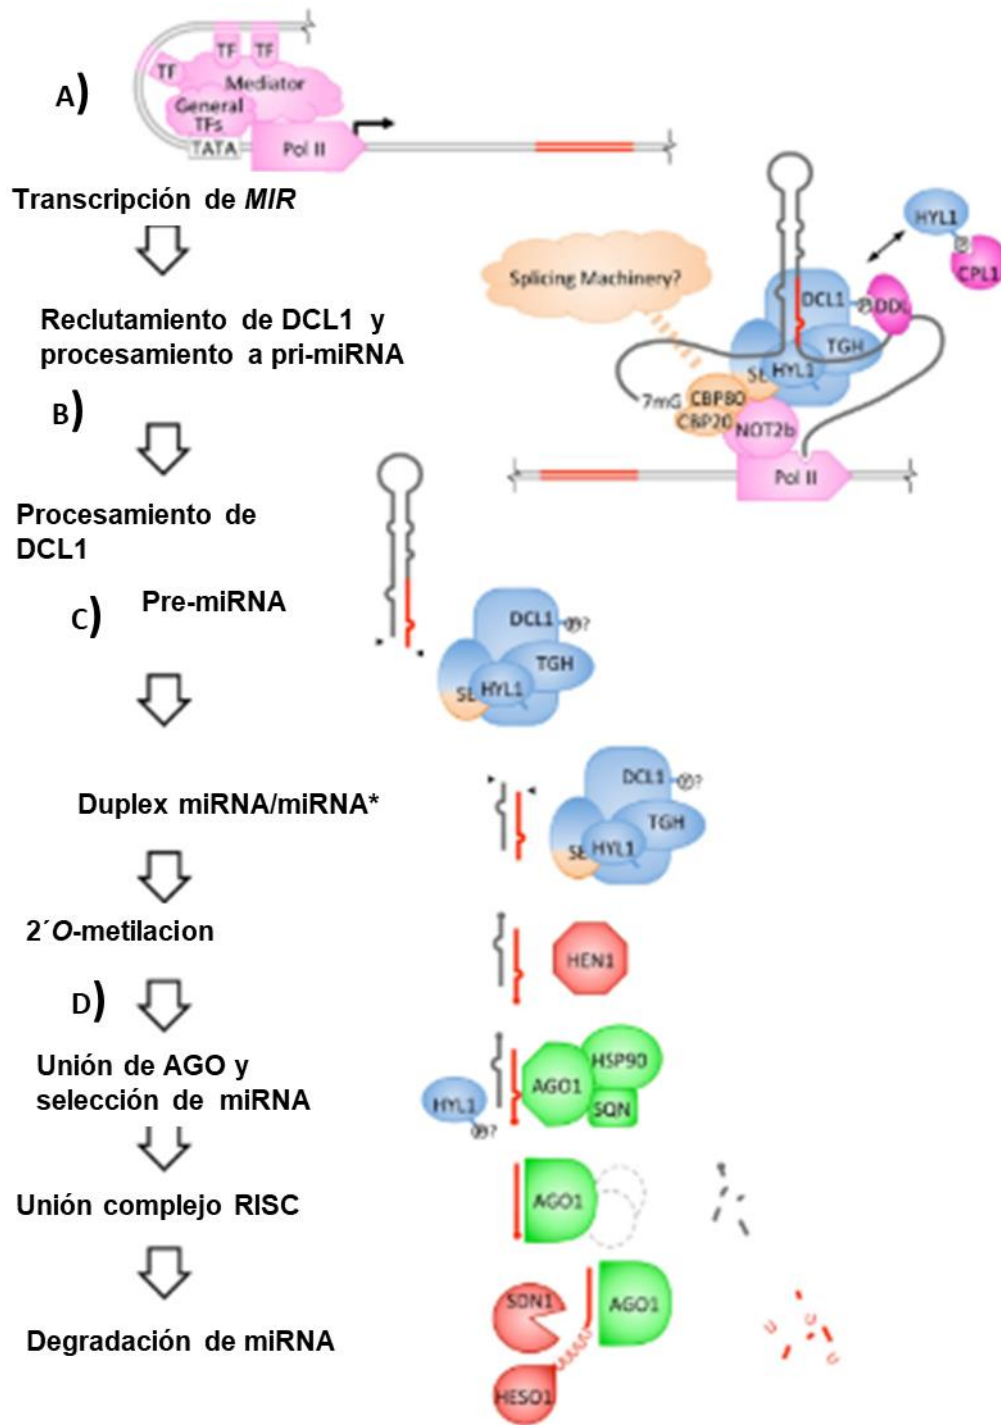 TF TF
TF
Mediator
A)
General
TFs
TATA
Pol II
Transcripción de MIR
HYL1
P
CPL1
Splicing Machinery?
DCL1
P
DDL
Reclutamiento de DCL1 y
procesamiento a pri-miRNA
TGH
SE
HYL1
7mG
CBP80
CBP20
NOT2b
B)
Pol II
Procesamiento de
DCL1
Pre-miRNA
C)
DCL1
P?
TGH
SE
HYL1
Duplex miRNA/miRNA*
DCL1
P?
TGH
SE
HYL1
2´O-metilacion
HEN1
D)
Unión de AGO y
selección de miRNA
HSP90
AGO1
SQN
HYL1
P?
Unión complejo RISC
AGO1
Degradación de miRNA
SDN1
AGO1
UUUUU
HESO1
U
U
U